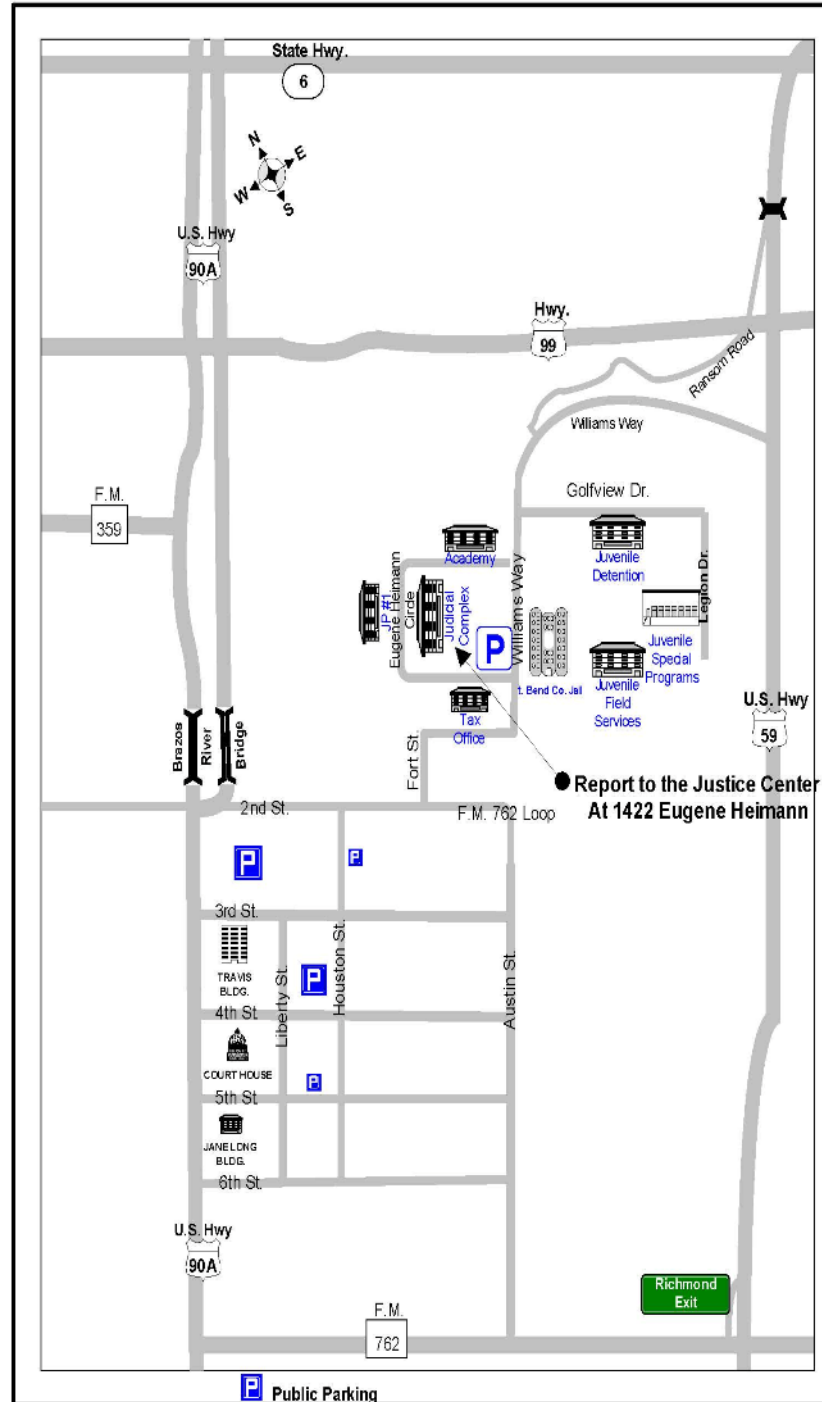 State Hwy.
6
N
E
W
S
U.S. Hwy
90A
Hwy.
99
Ransom Road
Wiliams Way
F.M.
359
Golfview Dr.
Academy
Juvenile
Detention
JP #1
Eugene Heimann
Circle
Judicial
Complex
P
Williams Way
Legion Dr.
t. Bend Co. Jail
Juvenile
Special
Programs
Juvenile
Field
Services
Tax
Office
U.S. Hwy
59
Brazos
River
Bridge
Fort St.
Report to the Justice Center
At 1422 Eugene Heimann
2nd St.
F.M. 762 Loop
P
P
3rd St.
TRAVIS
BLDG.
Liberty St.
P
Houston St.
Austin St.
4th St.
COURT HOUSE
P
5th St.
JANE LONG
BLDG.
6th St.
U.S. Hwy
90A
Richmond
Exit
F.M.
762
P Public Parking